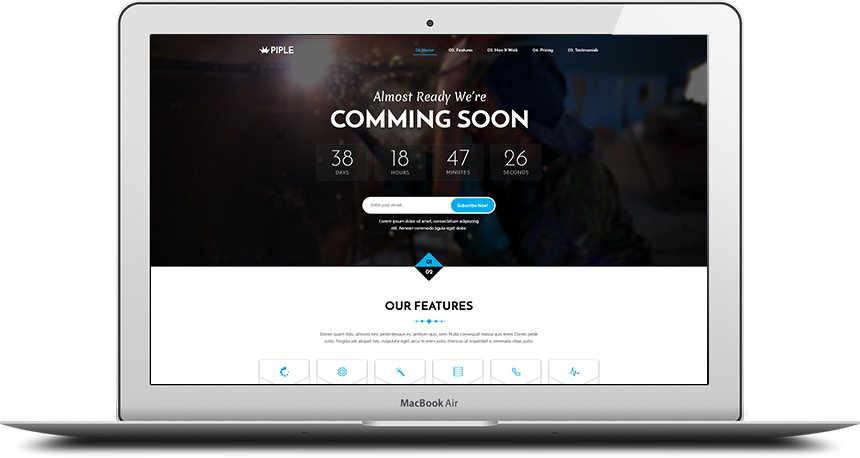 PIPLE
01. Home 02. Features 03. How It Work 04. Pricing 05. Testimonials
Almost Ready We're
COMMING SOON
38 18 47 26
DAYS HOURS MINUTES SECONDS
Enter your email. Subscribe Now!
Lorem ipsum dolor sit amet, consectetuer adipiscing
elit. Aenean commodo ligula eget dolor
01
02
OUR FEATURES
Donec quam felis, ultricies nec, pellentesque eu, pretium quis, sem. Nulla consequat massa quis enim. Donec pede
justo, fringilla vel, aliquet nec, vulputate eget, arcu. In enim justo, rhoncus ut, imperdiet a, venenatis vitae, justo.
MacBook Air